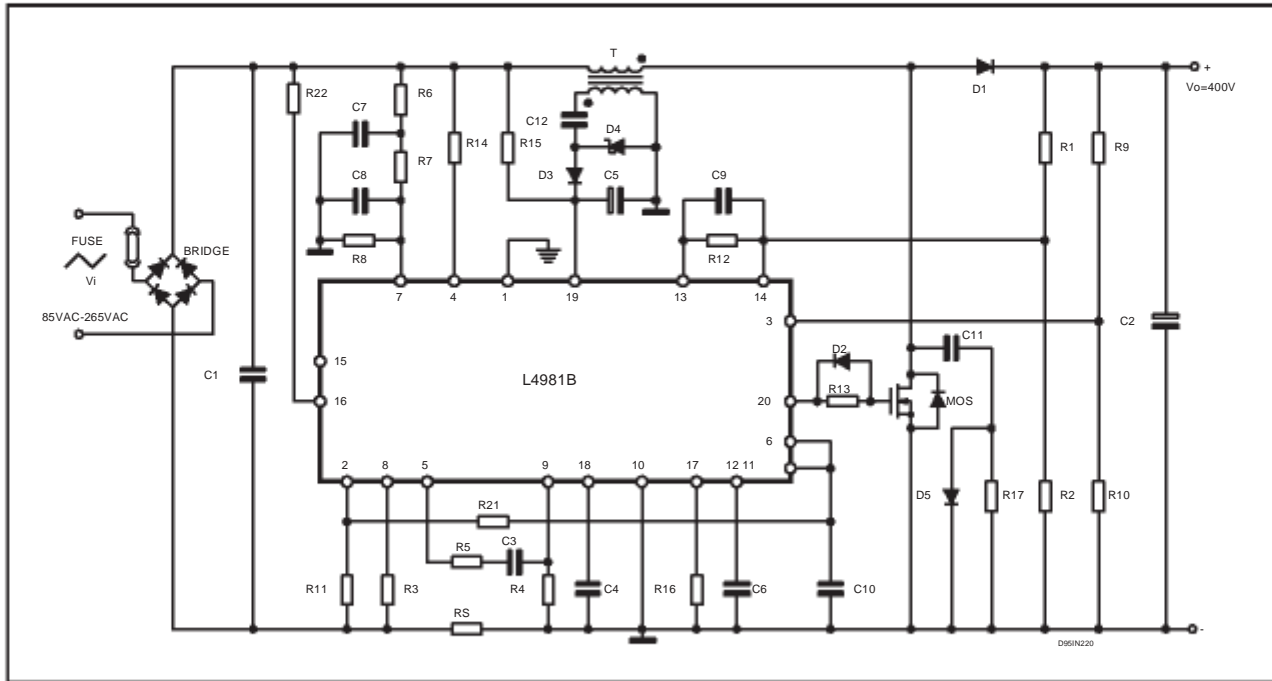 T
R22
C7
R6
R14
R15
C12
D4
D3
C5
R7
C8
R8
C9
R12
D1
+
Vo=400V
R1
R9
FUSE
BRIDGE
Vi
85VAC-265VAC
C1
7
4
1
19
13
14
3
15
16
L4981B
D2
R13
20
MOS
C11
C2
6
2
8
5
9
18
10
17
12
11
D5
R17
R2
R10
R21
R5
C3
R11
R3
R4
C4
R16
C6
C10
RS
-
D95IN220